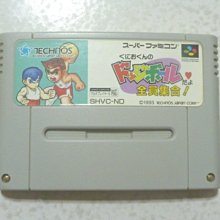 スーパーファミコン
TECHNOS
くにおくんの
ドッジボール
だよ
全員集合!
SHVC-ND
©1993 TECHNOS JAPAN CORP.